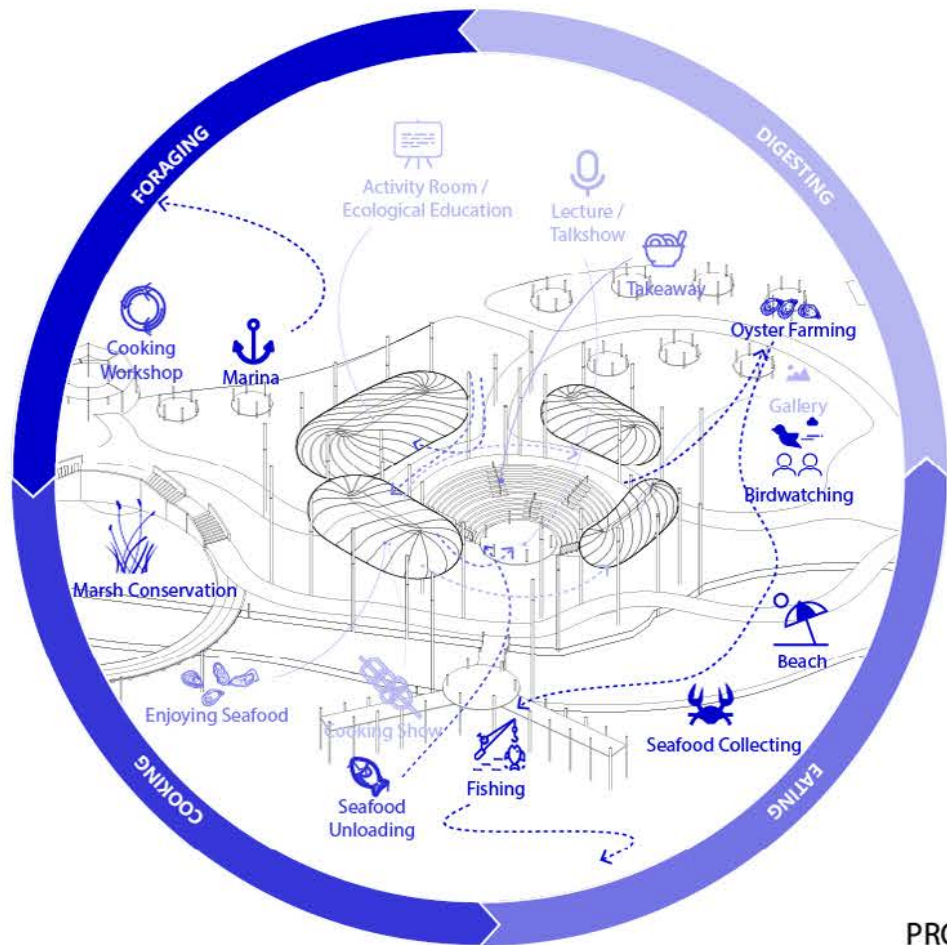 FORAGING
DIGESTING
Activity Room /
Ecological Education
Lecture /
Talkshow
Takeaway
Oyster Farming
Cooking
Workshop
Marina
Gallery
Birdwatching
Marsh Conservation
Beach
Enjoying Seafood
Cooking Show
Seafood Collecting
Fishing
Seafood
Unloading
COOKING
EATING
PRO